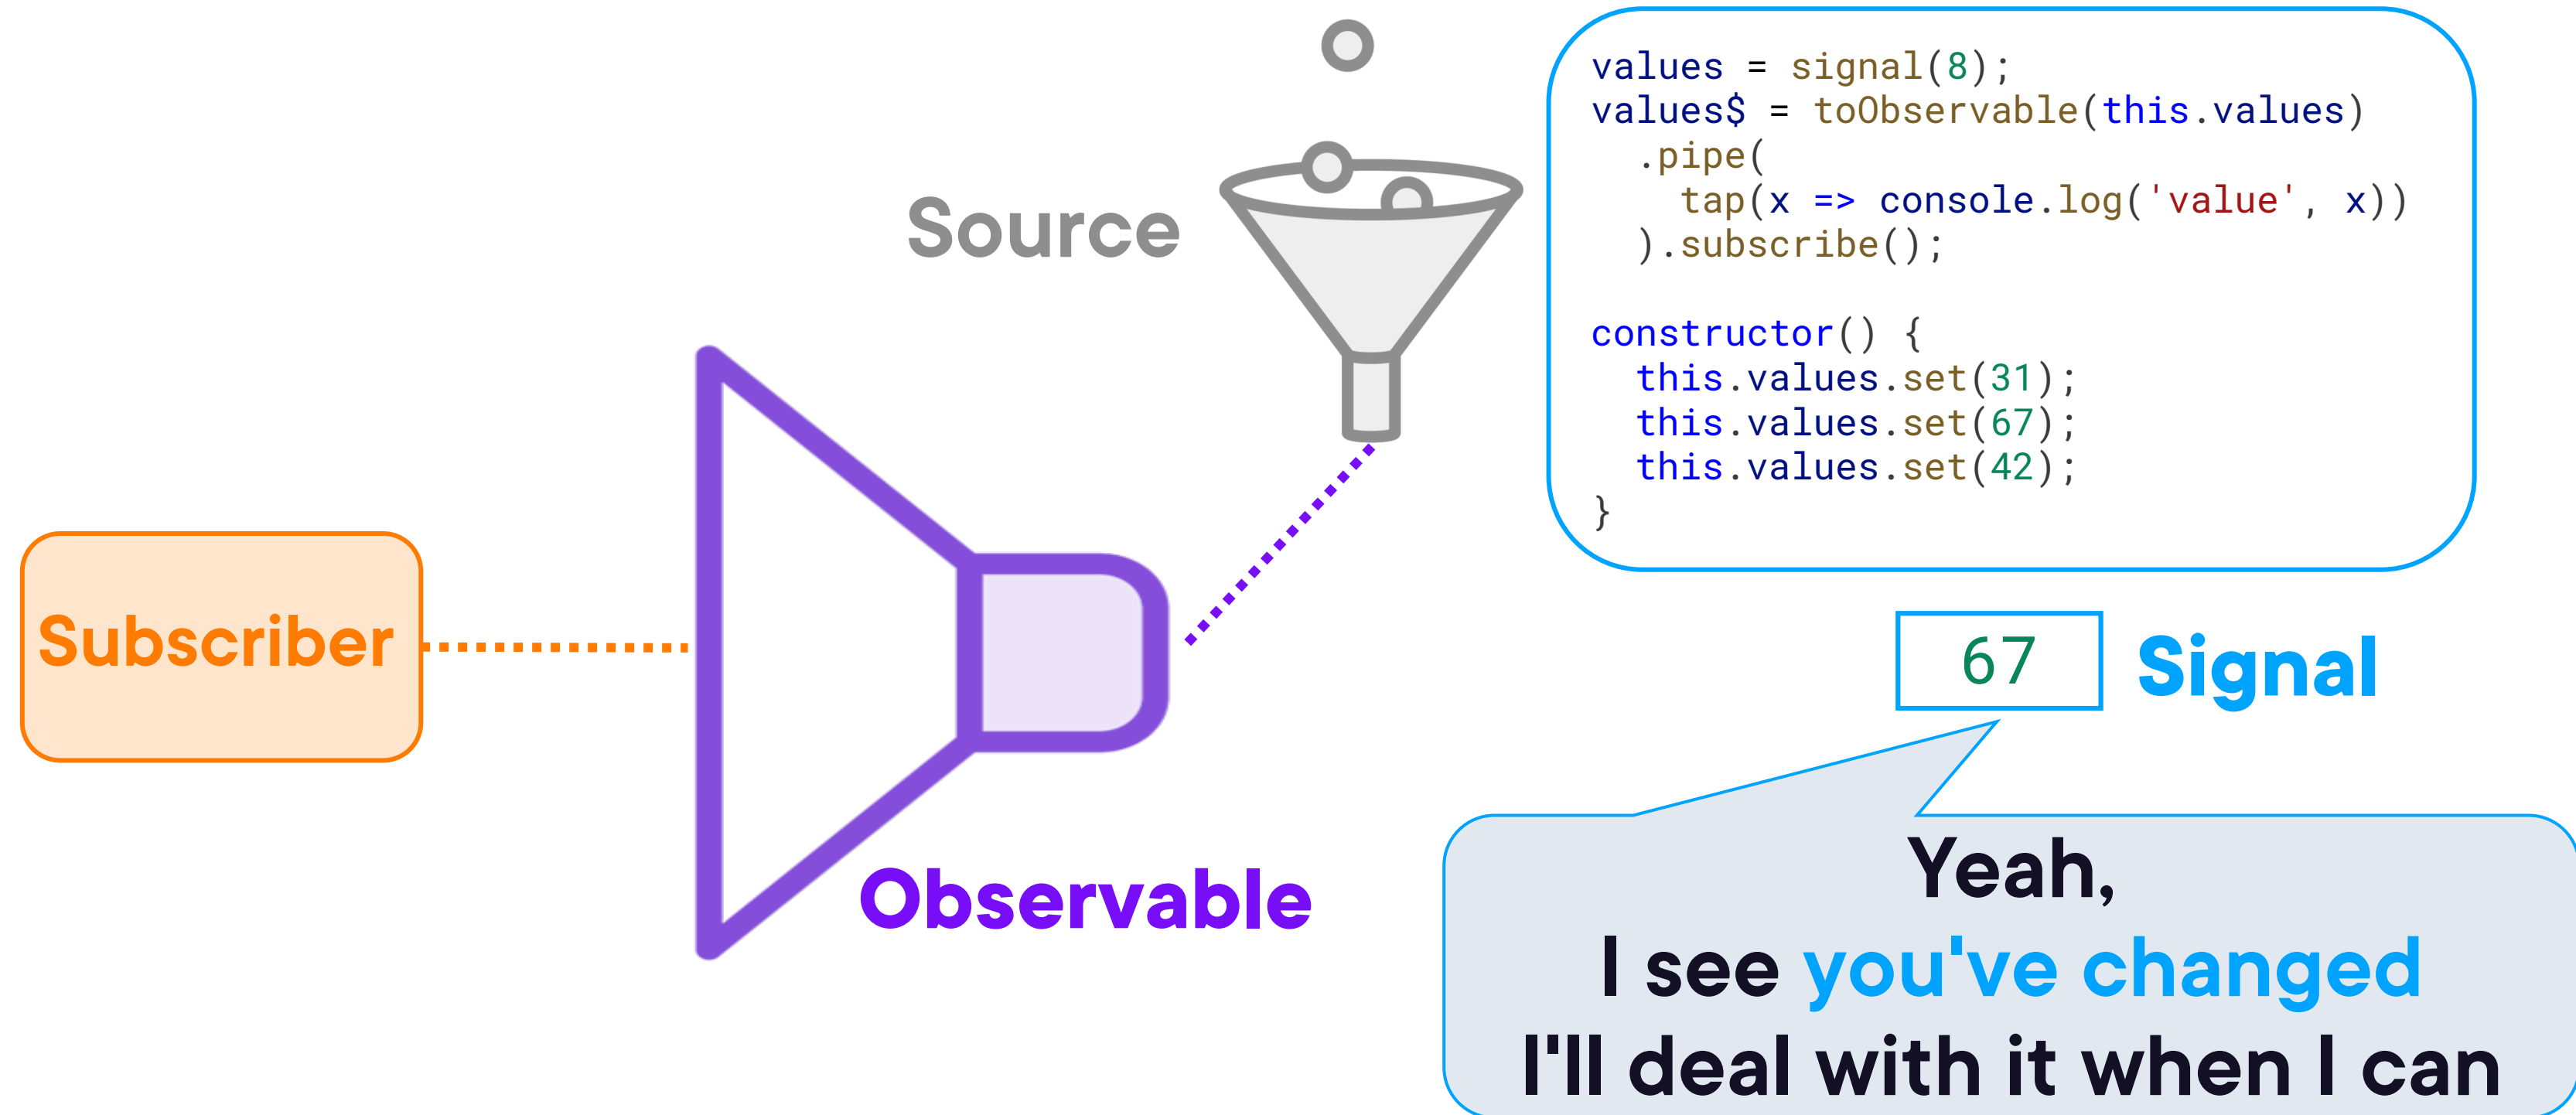 Source
values = signal(8);
values$ = toObservable(this.values)
  .pipe(
    tap(x => console.log('value', x))
  ).subscribe();

constructor() {
  this.values.set(31);
  this.values.set(67);
  this.values.set(42);
}
Subscriber
67
Signal
Observable
Yeah,
I see you've changed
I'll deal with it when I can